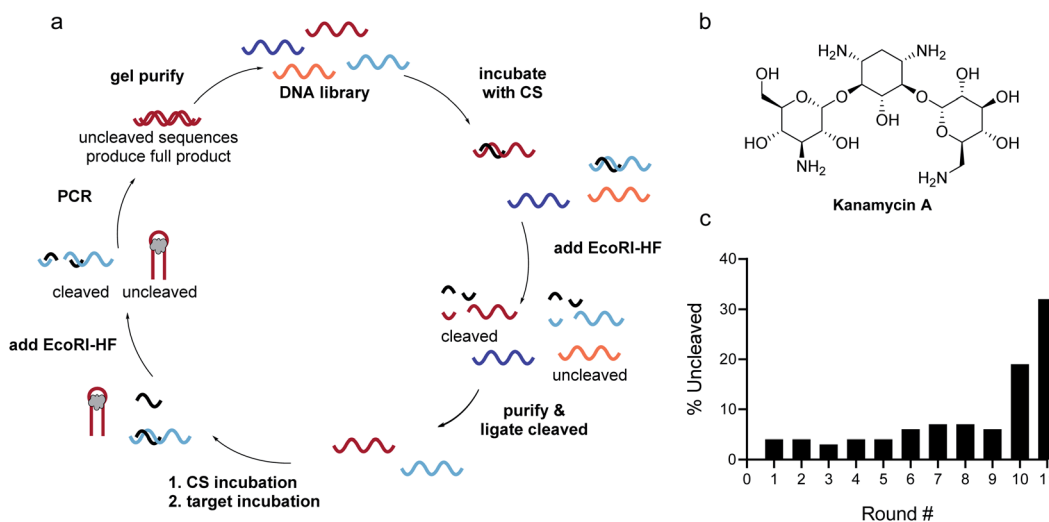 a
gel purify
DNA library
incubate
with CS
uncleaved sequences
produce full product
PCR
add EcoRI-HF
cleaved
uncleaved
cleaved
uncleaved
add EcoRI-HF
purify &
ligate cleaved
1. CS incubation
2. target incubation
b
H₂N
NH₂
OH
O
O
OH
OH
O
OH
O
OH
HO
OH
NH₂
OH
H₂N
Kanamycin A
c
% Uncleaved
40
30
20
10
0
0 1 2 3 4 5 6 7 8 9 10 1
Round #